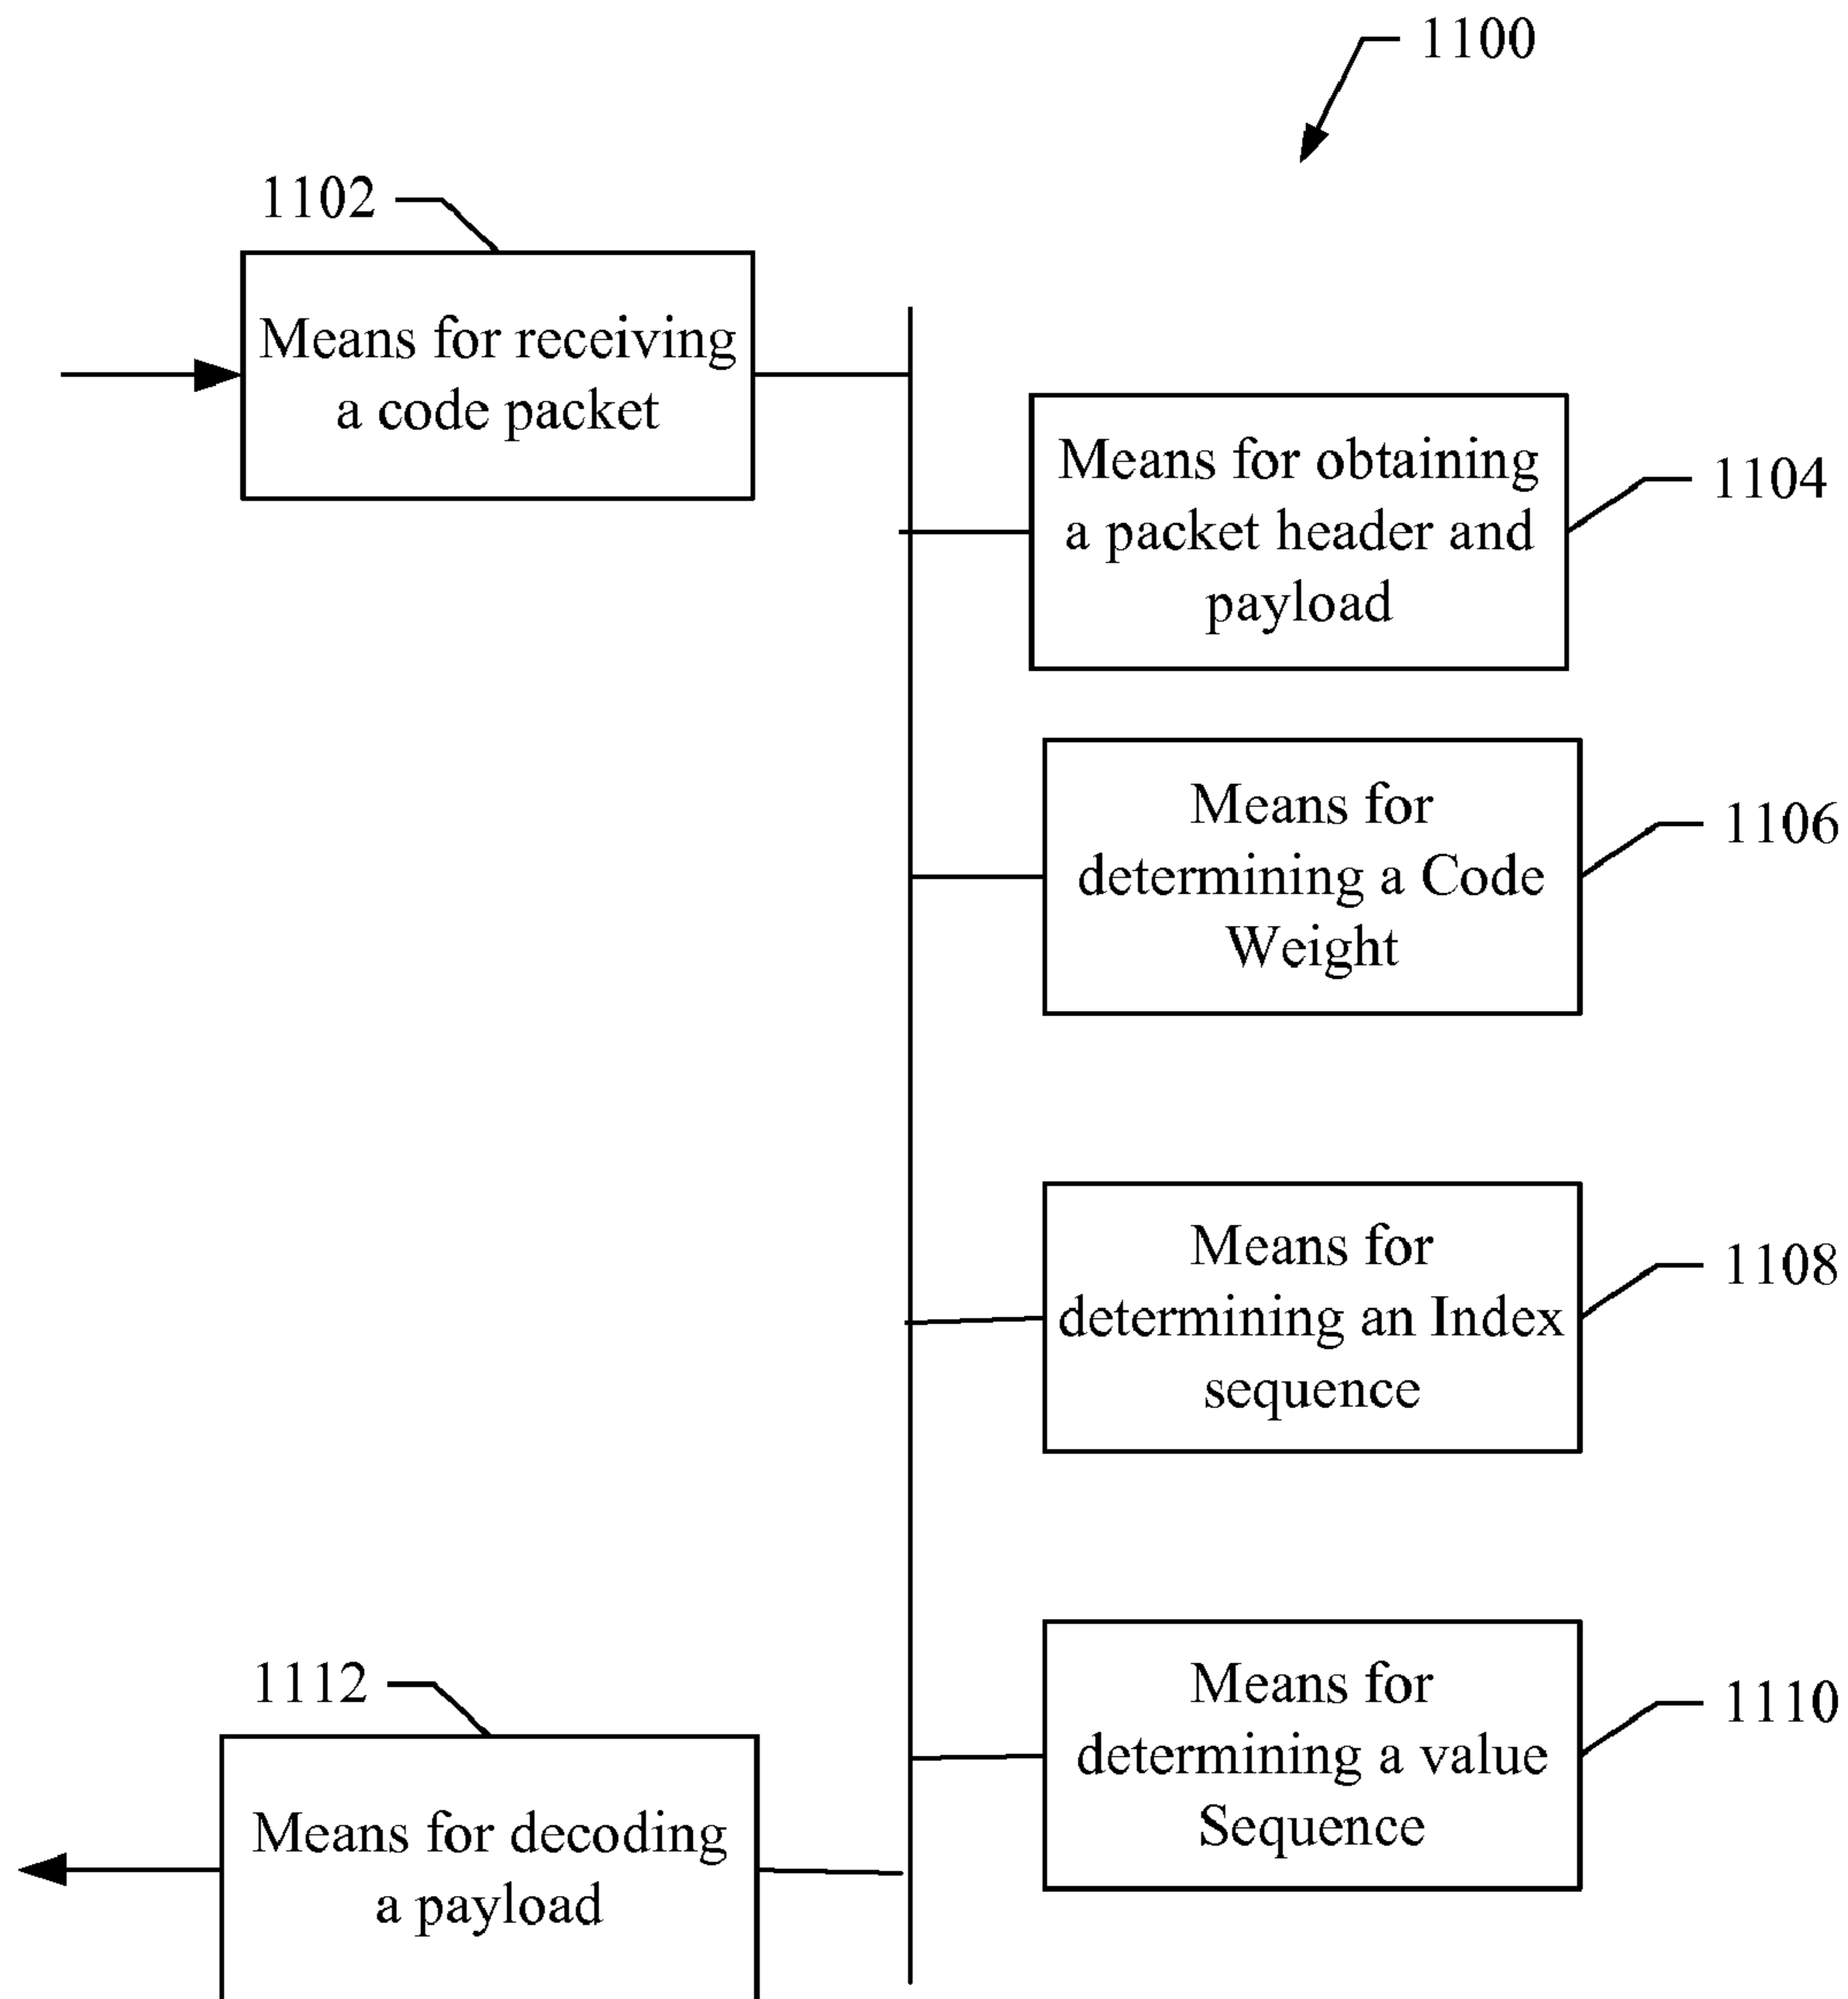 1100
1102
Means for receiving
a code packet
Means for obtaining
a packet header and
payload
1104
Means for
determining a Code
Weight
1106
Means for
determining an Index
sequence
1108
Means for
determining a value
Sequence
1110
1112
Means for decoding
a payload